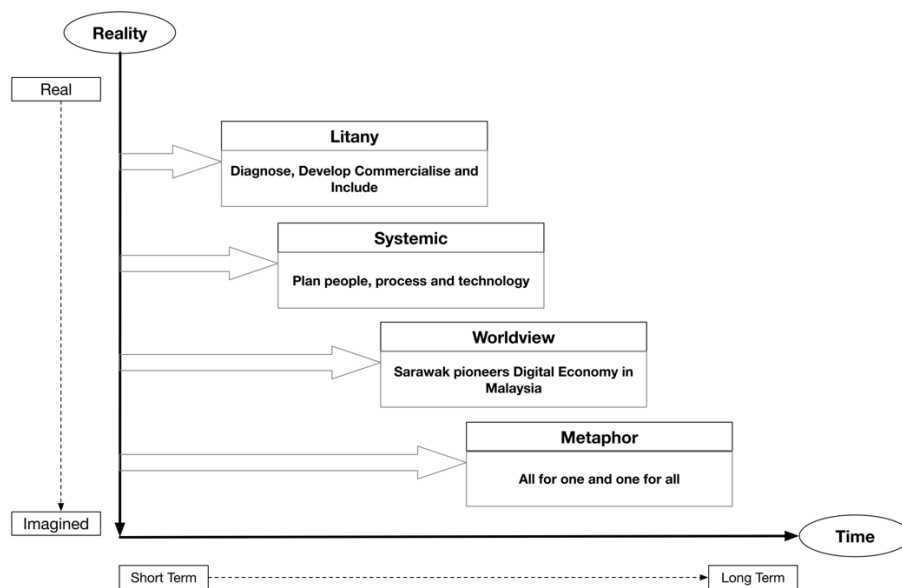 Reality
Real
Litany
Diagnose, Develop Commercialise and
Include
Systemic
Plan people, process and technology
Worldview
Sarawak pioneers Digital Economy in
Malaysia
Metaphor
All for one and one for all
Imagined
Time
Short Term
Long Term